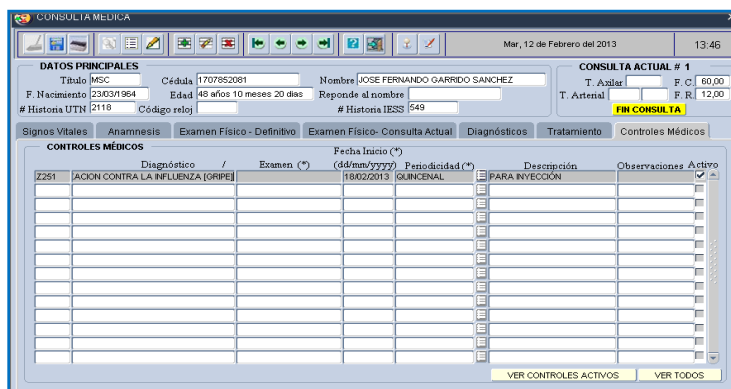 CONSULTA MEDICA
Mar, 12 de Febrero del 2013 13:46
DATOS PRINCIPALES
Título MSC Cédula 1707852081 Nombre JOSE FERNANDO GARRIDO SANCHEZ
F. Nacimiento 23/03/1964 Edad 48 años 10 meses 20 dias Reponde al nombre
# Historia UTN 2118 Código reloj # Historia IESS 549
CONSULTA ACTUAL # 1
T. Axilar F. C. 60,00
T. Arterial F. R. 12,00
FIN CONSULTA
Signos Vitales Anamnesis Examen Físico - Definitivo Examen Físico- Consulta Actual Diagnósticos Tratamiento Controles Médicos
CONTROLES MÉDICOS
Fecha Inicio (*)
Diagnóstico / Examen (*) (dd/mm/yyyy) Periodicidad (*) Descripción Observaciones Activo
Z251 ACION CONTRA LA INFLUENZA [GRIPE] 18/02/2013 QUINCENAL PARA INYECCIÓN
VER CONTROLES ACTIVOS VER TODOS